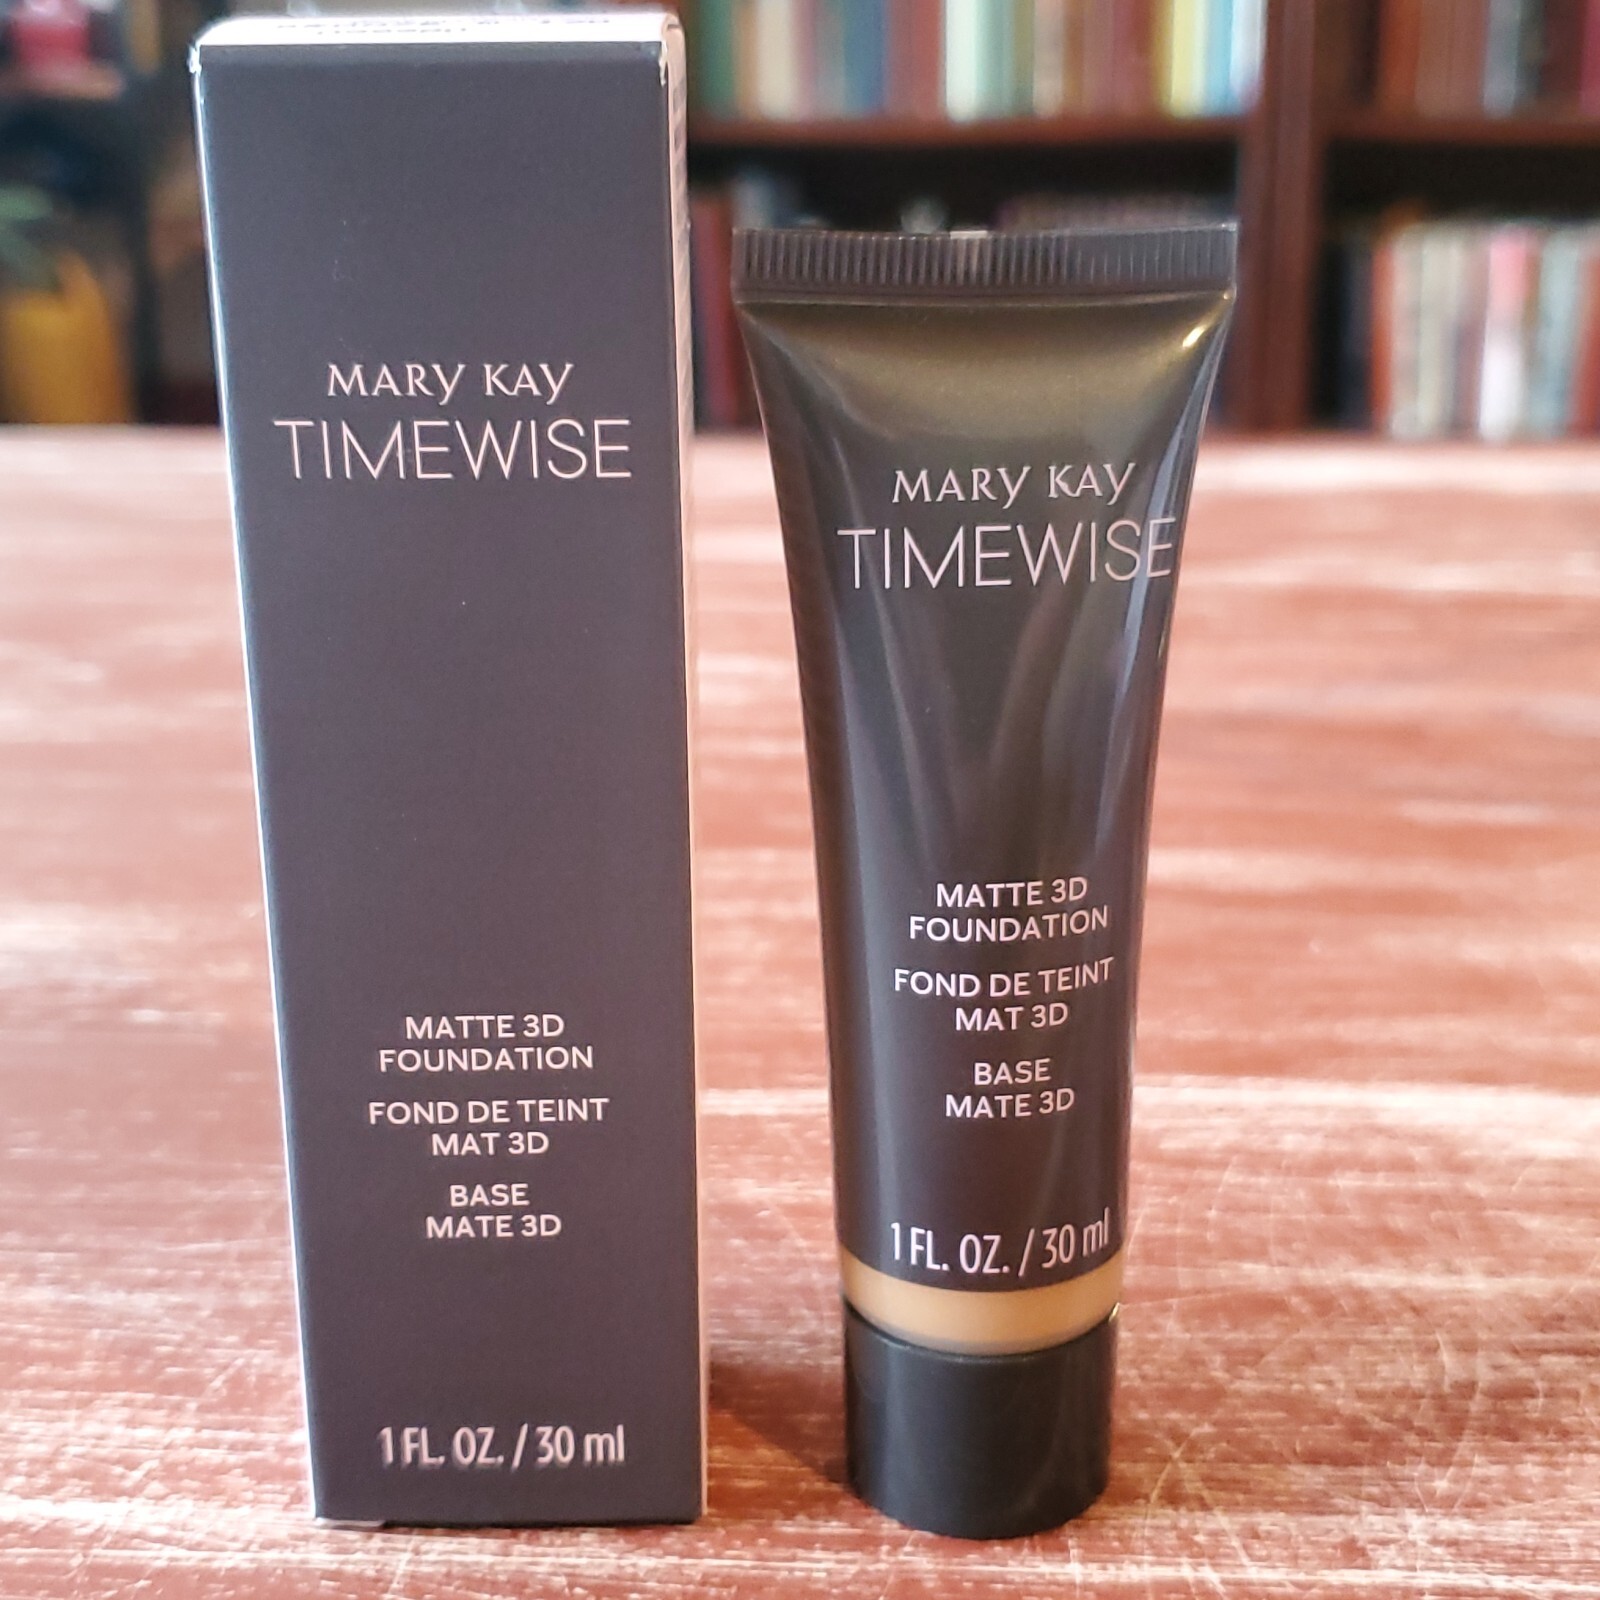 MARY KAY
TIMEWISE
MATTE 3D
FOUNDATION
FOND DE TEINT
MAT 3D
BASE
MATE 3D
1 FL. OZ. / 30 ml
MARY KAY
TIMEWISE
MATTE 3D
FOUNDATION
FOND DE TEINT
MAT 3D
BASE
MATE 3D
1 FL. OZ. / 30 ml